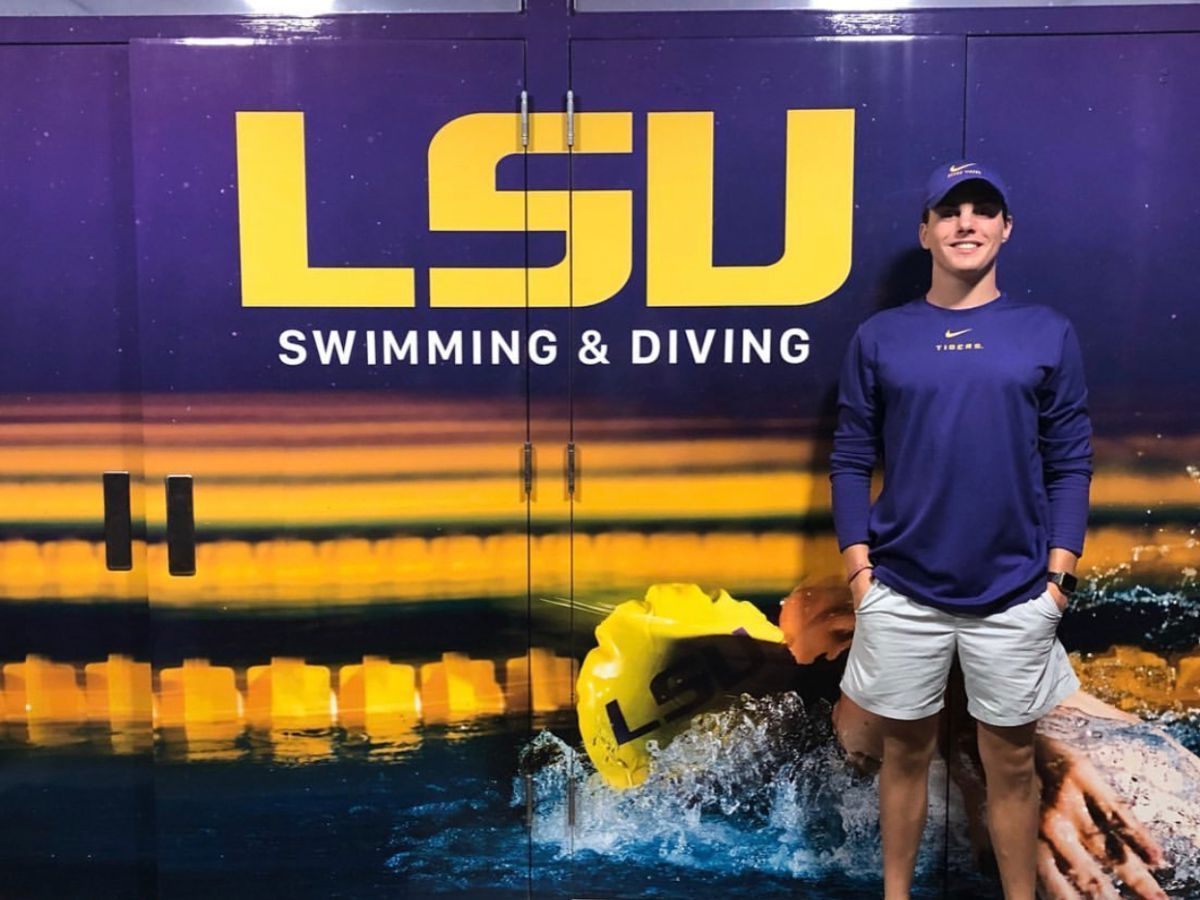 LSU
SWIMMING & DIVING
TIGERS.
LSU